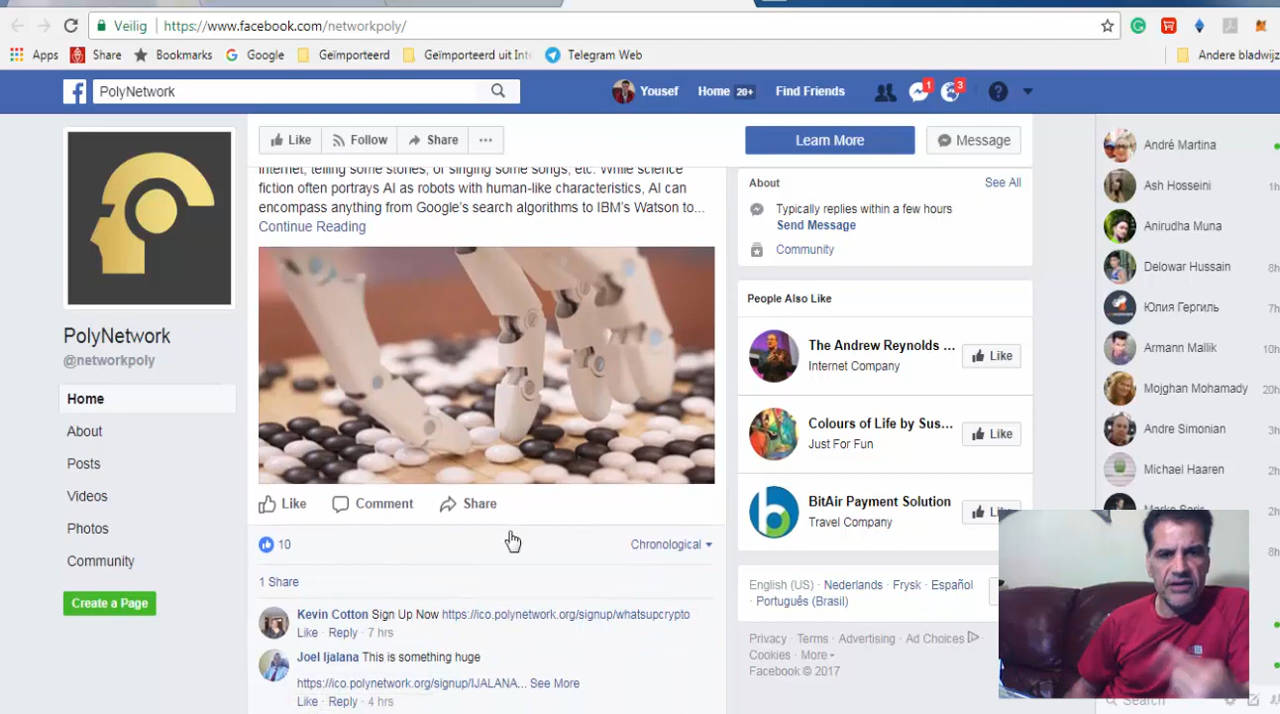 Veilig
https://www.facebook.com/networkpoly/
Apps
Share
Bookmarks
Google
Geïmporteerd
Geïmporteerd uit Int
Telegram Web
Andere bladwijz
PolyNetwork
Yousef
Home 20+
Find Friends
1
3
Like
Follow
Share
Learn More
Message
internet, telling some stories, or singing some songs, etc. While science
fiction often portrays AI as robots with human-like characteristics, AI can
encompass anything from Google's search algorithms to IBM's Watson to...
Continue Reading
PolyNetwork
@networkpoly
Home
About
Posts
Videos
Photos
Community
Create a Page
Like
Comment
Share
10
Chronological
1 Share
Kevin Cotton Sign Up Now https://ico.polynetwork.org/signup/whatsupcrypto
Like · Reply · 7 hrs
Joel Ijalana This is something huge
https://ico.polynetwork.org/signup/IJALANA... See More
Like · Reply · 4 hrs
About
See All
Typically replies within a few hours
Send Message
Community
People Also Like
The Andrew Reynolds ...
Internet Company
Like
Colours of Life by Sus...
Just For Fun
Like
BitAir Payment Solution
Travel Company
English (US) · Nederlands · Frysk · Español
· Português (Brasil)
Privacy · Terms · Advertising · Ad Choices
Cookies · More
Facebook © 2017
André Martina
Ash Hosseini
1h
Anirudha Muna
Delowar Hussain
8h
Юлия Гергиль
7h
Armann Mallik
10h
Mojghan Mohamady
20h
Andre Simonian
3h
Michael Haaren
2h
2h
8h
Search